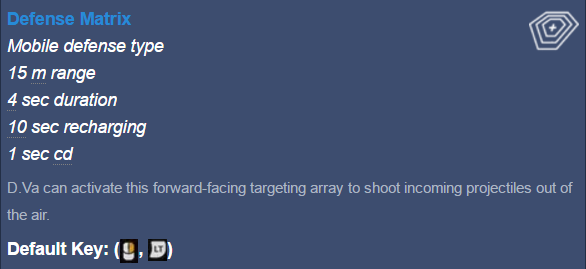 Defense Matrix
Mobile defense type
15 m range
4 sec duration
10 sec recharging
1 sec cd
D.Va can activate this forward-facing targeting array to shoot incoming projectiles out of
the air.
Default Key: ( , LT)